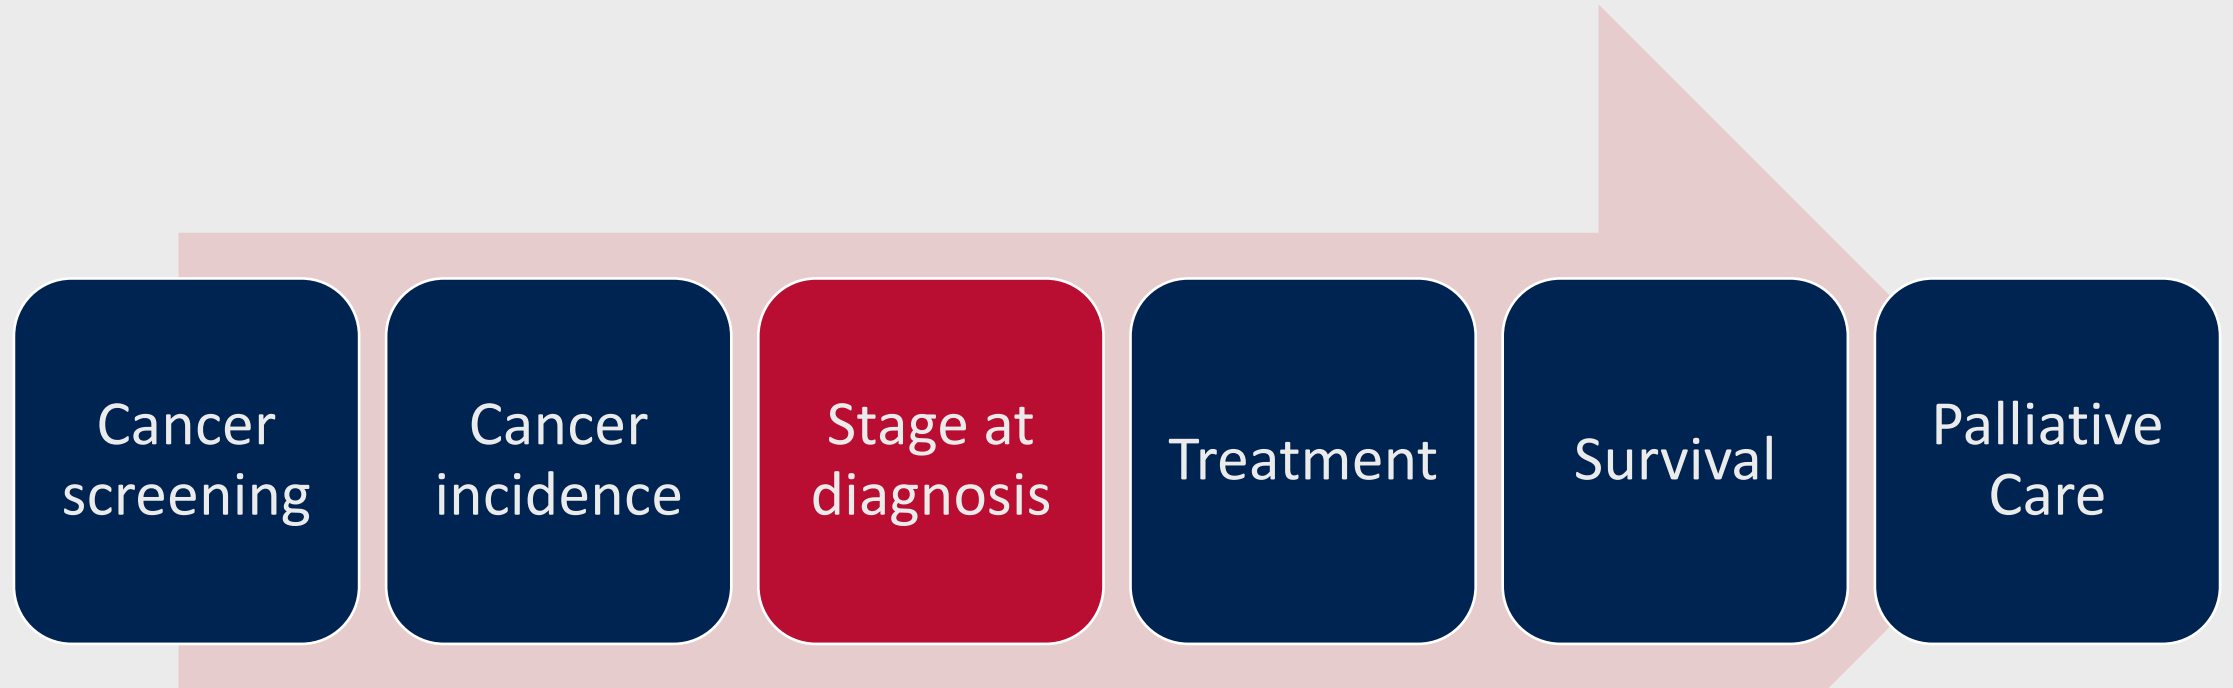 Cancer
screening
Cancer
incidence
Stage at
diagnosis
Treatment
Survival
Palliative
Care